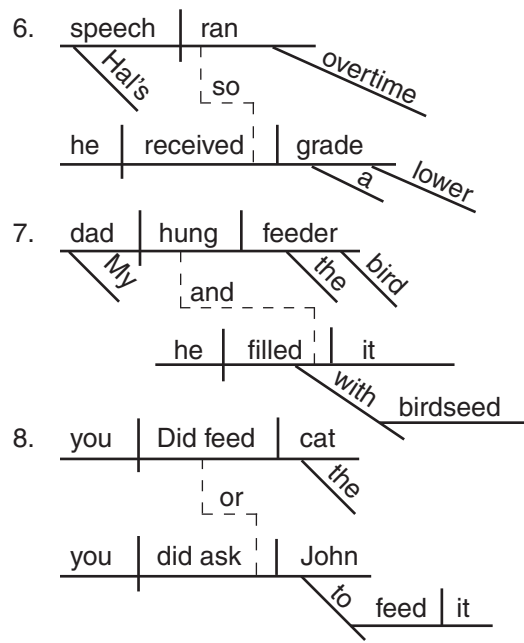 6. speech ran
Hal's overtime
so
he received grade
a lower
7. dad hung feeder
My the bird
and
he filled it
with birdseed
8. you Did feed cat
the
or
you did ask John
to feed it